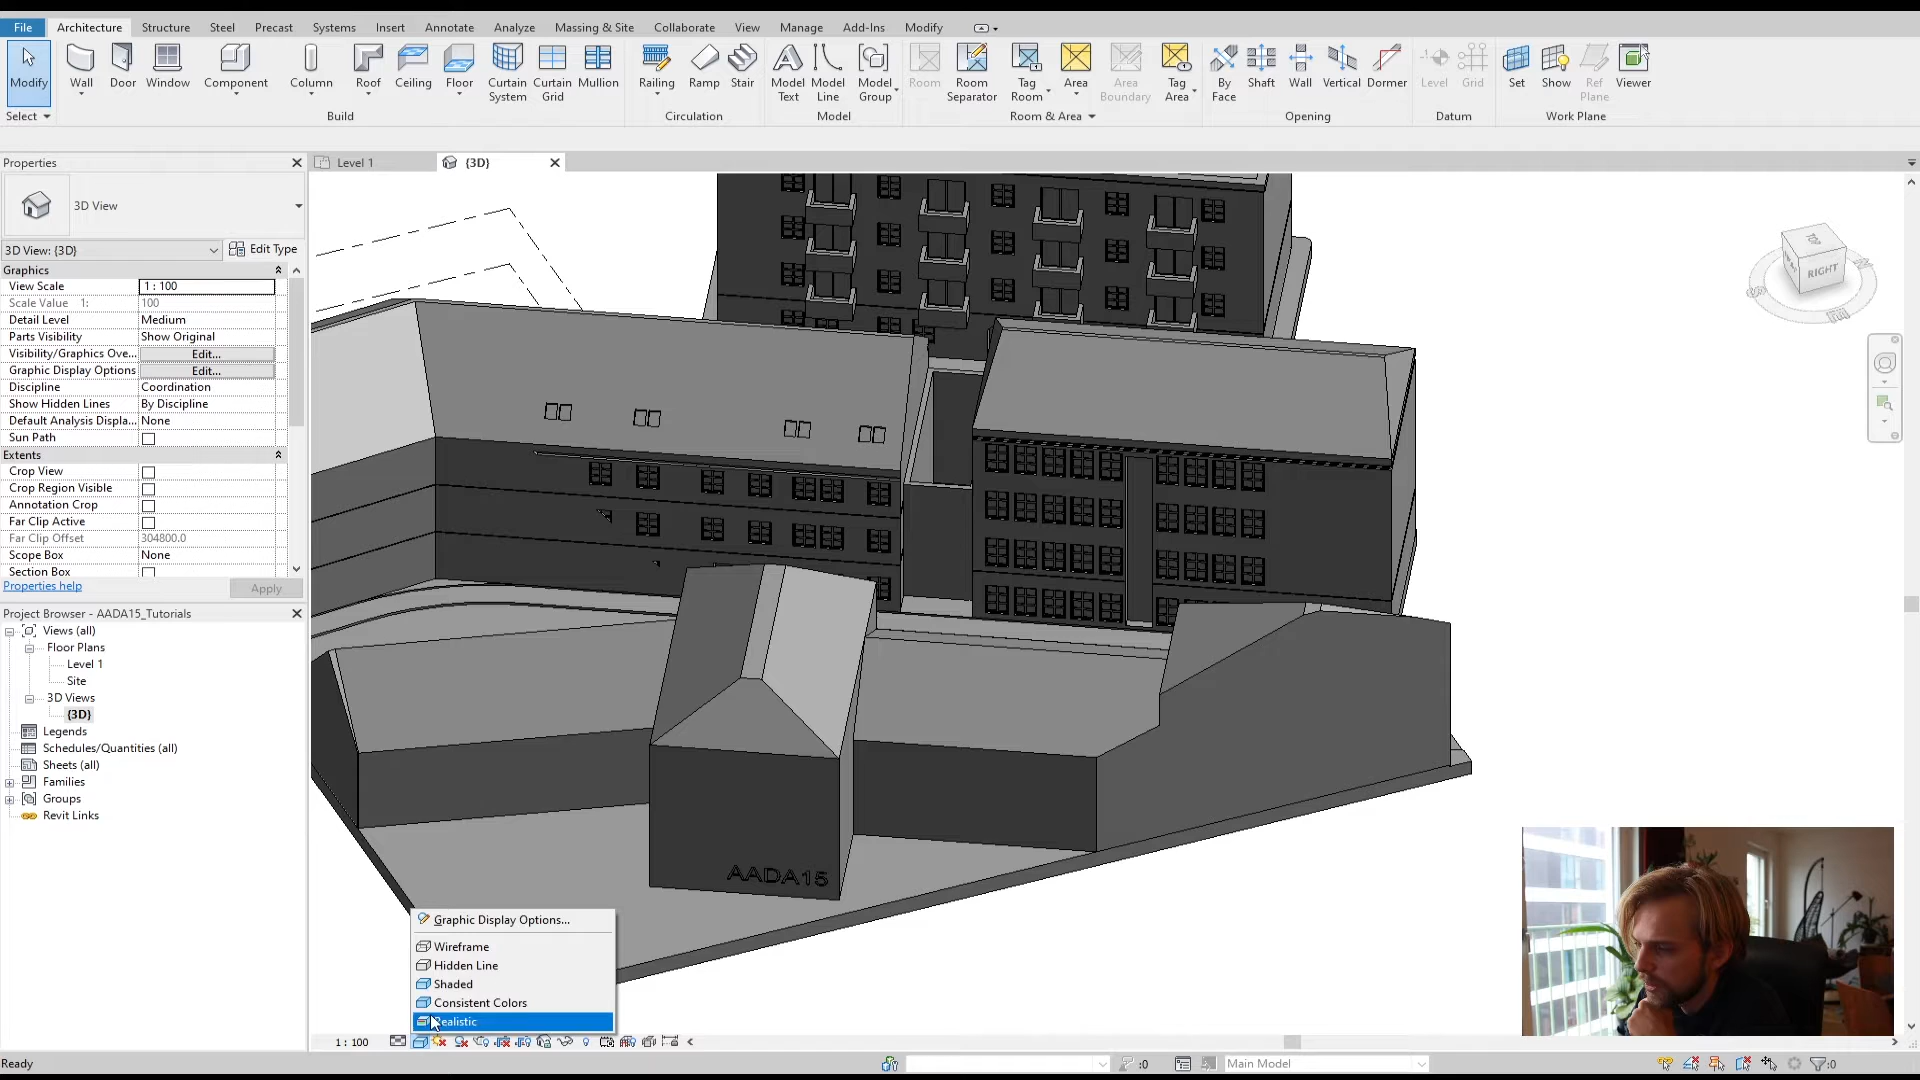 File Architecture Structure Steel Precast Systems Insert Annotate Analyze Massing & Site Collaborate View Manage Add-Ins Modify
Modify Wall Door Window Component Column Roof Ceiling Floor Curtain System Curtain Grid Mullion Railing Ramp Stair Model Text Model Line Model Group Room Room Separator Tag Room Area Area Boundary Tag Area By Face Shaft Wall Vertical Dormer Level Grid Set Show Ref Plane Viewer
Select Build Circulation Model Room & Area Opening Datum Work Plane
Properties
Level 1 {3D}
3D View
3D View: {3D} Edit Type
Graphics
View Scale 1 : 100
Scale Value 1: 100
Detail Level Medium
Parts Visibility Show Original
Visibility/Graphics Ove... Edit...
Graphic Display Options Edit...
Discipline Coordination
Show Hidden Lines By Discipline
Default Analysis Displa... None
Sun Path
Extents
Crop View
Crop Region Visible
Annotation Crop
Far Clip Active
Far Clip Offset 304800.0
Scope Box None
Section Box
Properties help Apply
Project Browser - AADA15_Tutorials
Views (all)
Floor Plans
Level 1
Site
3D Views
{3D}
Legends
Schedules/Quantities (all)
Sheets (all)
Families
Groups
Revit Links
TOP
RIGHT
AADA15
Graphic Display Options...
Wireframe
Hidden Line
Shaded
Consistent Colors
Realistic
1 : 100
Ready :0 Main Model :0